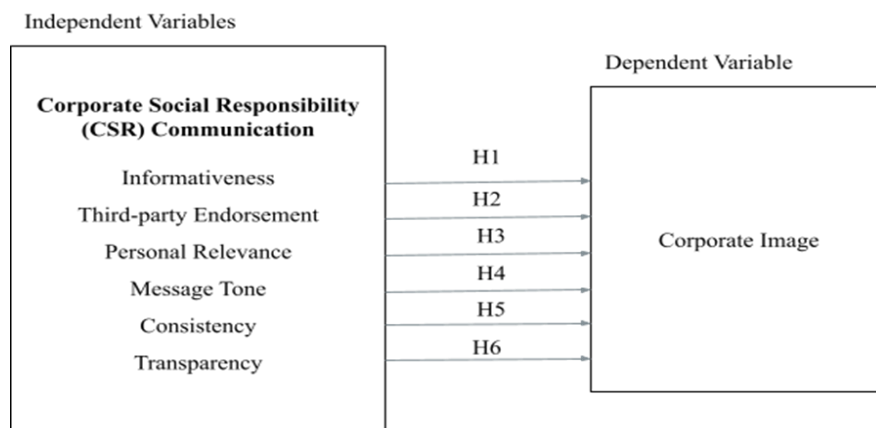 Independent Variables
Corporate Social Responsibility
(CSR) Communication
Informativeness
Third-party Endorsement
Personal Relevance
Message Tone
Consistency
Transparency
H1
H2
H3
H4
H5
H6
Dependent Variable
Corporate Image